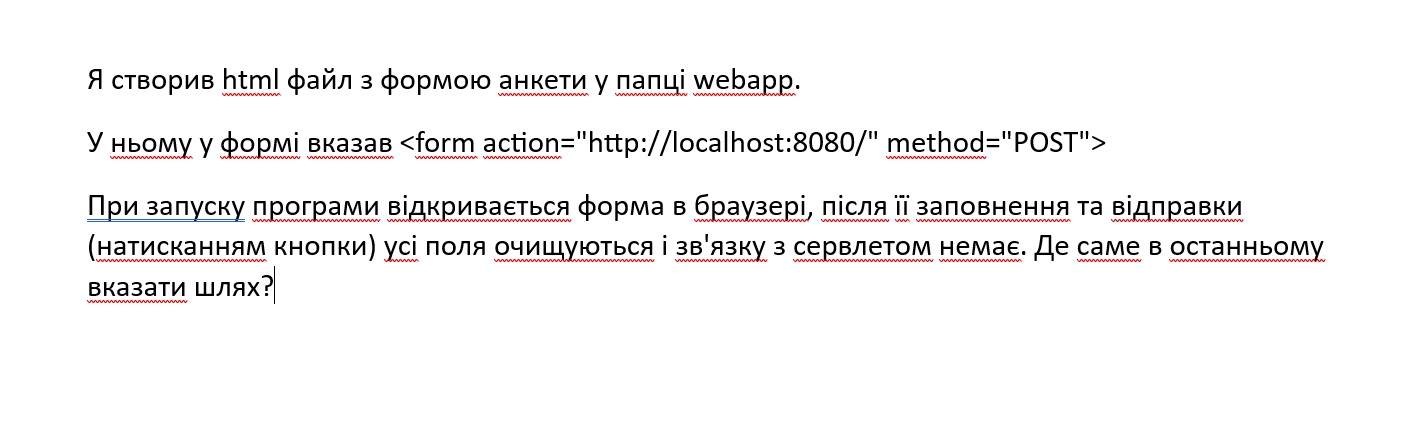 Я створив html файл з формою анкети у папці webapp.
У ньому у формі вказав <form action="http://localhost:8080/" method="POST">
При запуску програми відкривається форма в браузері, після її заповнення та відправки
(натисканням кнопки) усі поля очищуються і зв'язку з сервлетом немає. Де саме в останньому
вказати шлях?